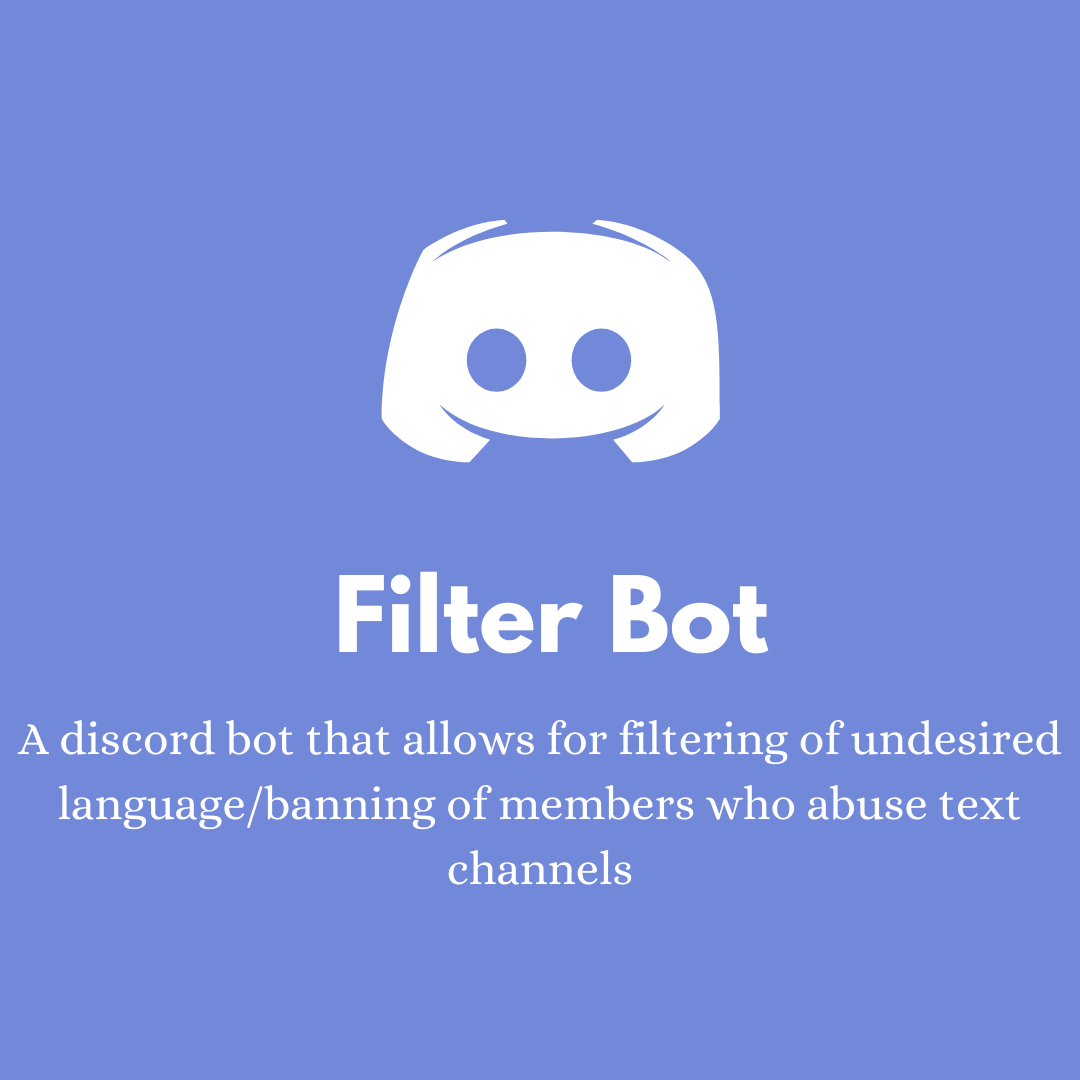 Filter Bot
A discord bot that allows for filtering of undesired
language/banning of members who abuse text
channels